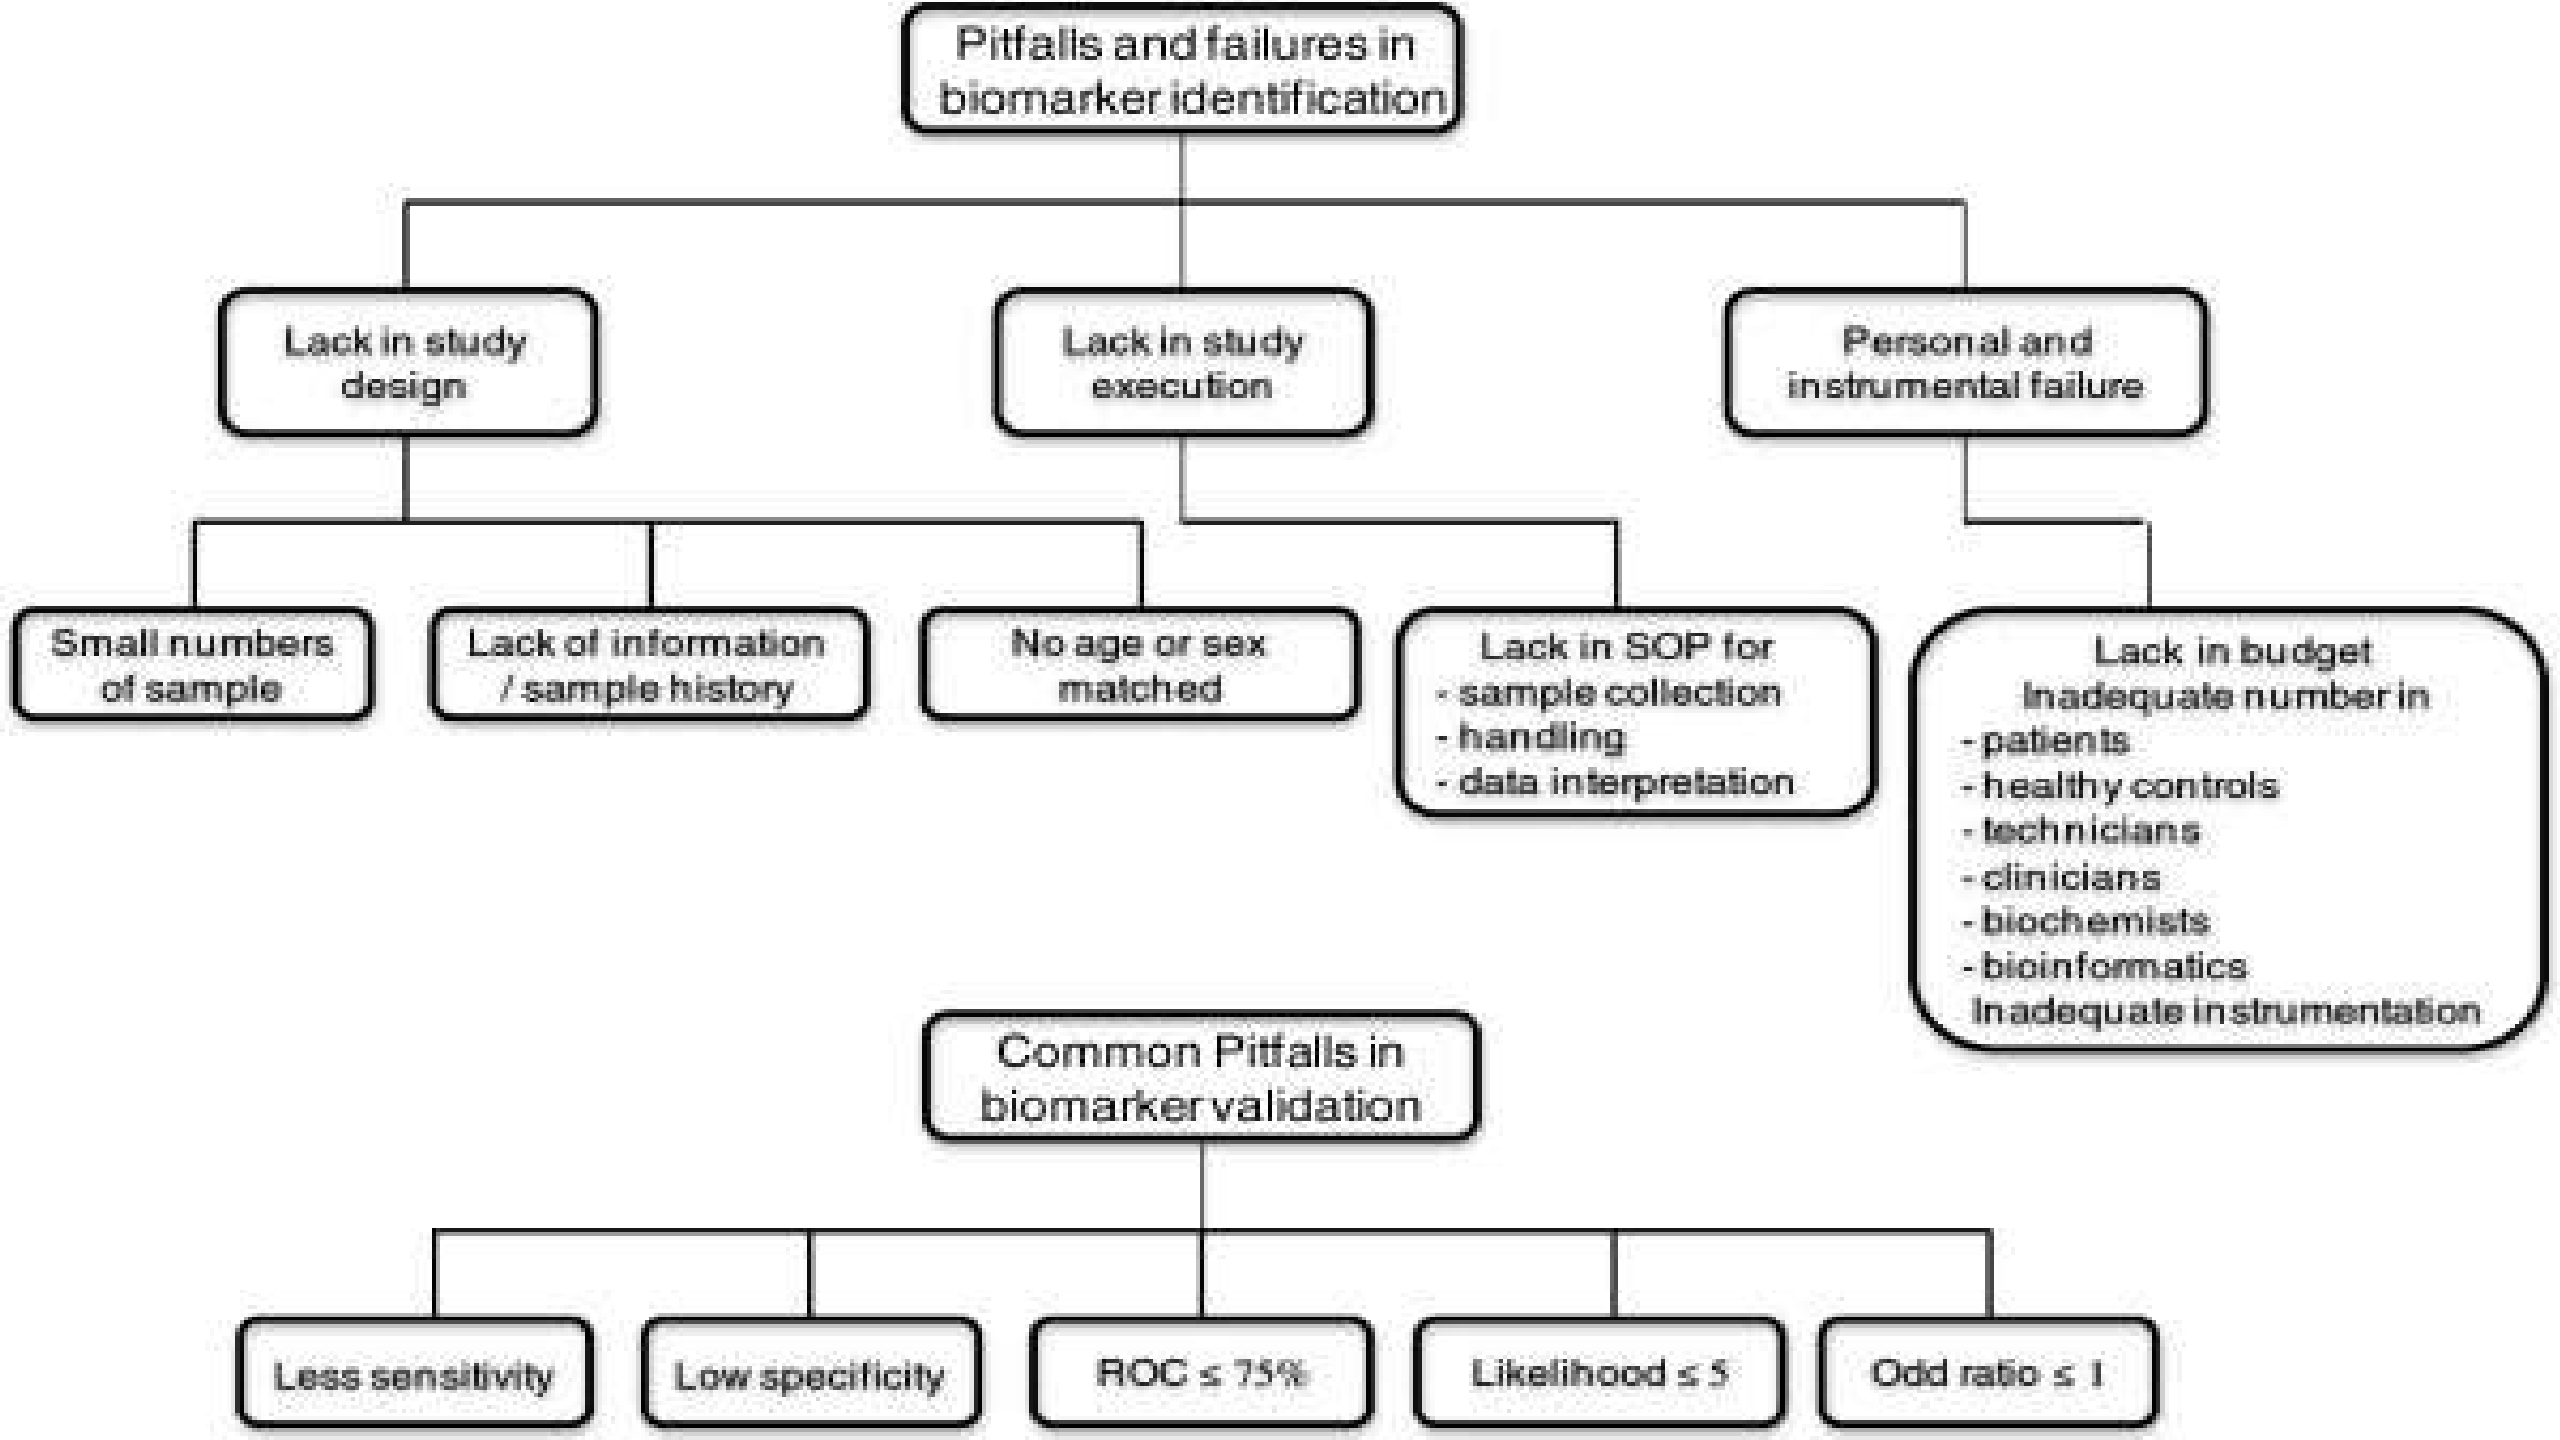 Pitfalls and failures in
biomarker identification
Lack in study
design
Lack in study
execution
Personal and
instrumental failure
Small numbers
of sample
Lack of information
/ sample history
No age or sex
matched
Lack in SOP for
- sample collection
- handling
- data interpretation
Lack in budget
Inadequate number in
- patients
- healthy controls
- technicians
- clinicians
- biochemists
- bioinformatics
Inadequate instrumentation
Common Pitfalls in
biomarker validation
Less sensitivity
Low specificity
ROC ≤ 75%
Likelihood ≤ 5
Odd ratio ≤ 1